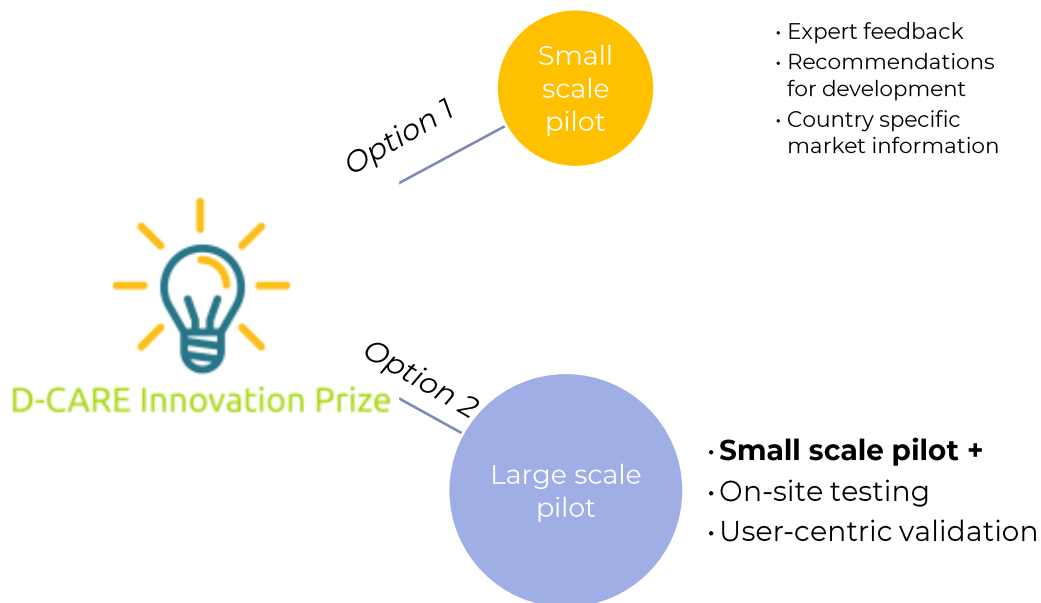 Small
scale
pilot
• Expert feedback
• Recommendations
for development
• Country specific
market information
Option 1
D-CARE Innovation Prize
Option 2
Large scale
pilot
• Small scale pilot +
• On-site testing
• User-centric validation